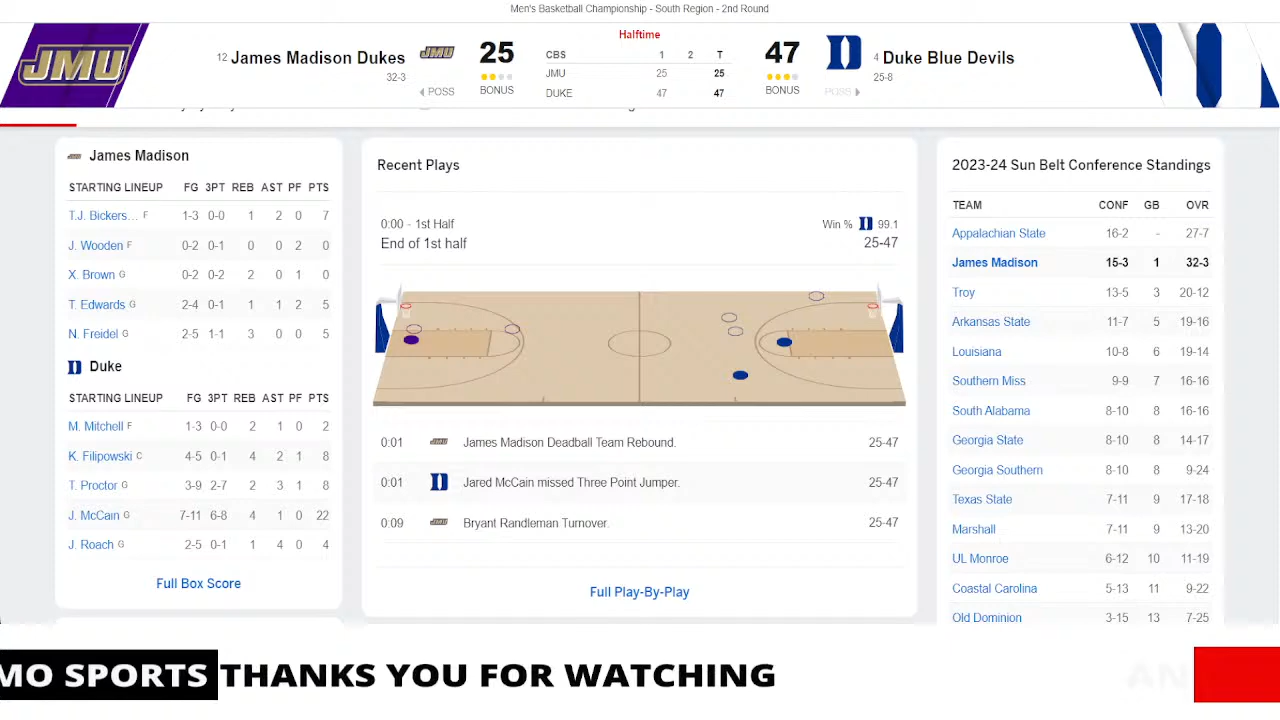 Men's Basketball Championship - South Region - 2nd Round
JMU
12 James Madison Dukes
32-3
JMU
25
BONUS
POSS
Halftime
CBS 1 2 T
JMU 25 25
DUKE 47 47
47
BONUS
D
4 Duke Blue Devils
25-8
POSS
James Madison
STARTING LINEUP FG 3PT REB AST PF PTS
T.J. Bickers... F 1-3 0-0 1 2 0 7
J. Wooden F 0-2 0-1 0 0 2 0
X. Brown G 0-2 0-2 2 0 1 0
T. Edwards G 2-4 0-1 1 1 2 5
N. Freidel G 2-5 1-1 3 0 0 5
Duke
STARTING LINEUP FG 3PT REB AST PF PTS
M. Mitchell F 1-3 0-0 2 1 0 2
K. Filipowski C 4-5 0-1 4 2 1 8
T. Proctor G 3-9 2-7 2 3 1 8
J. McCain G 7-11 6-8 4 1 0 22
J. Roach G 2-5 0-1 1 4 0 4
Full Box Score
Recent Plays
0:00 - 1st Half
End of 1st half
Win % D 99.1
25-47
0:01 James Madison Deadball Team Rebound. 25-47
0:01 Jared McCain missed Three Point Jumper. 25-47
0:09 Bryant Randleman Turnover. 25-47
Full Play-By-Play
2023-24 Sun Belt Conference Standings
TEAM CONF GB OVR
Appalachian State 16-2 - 27-7
James Madison 15-3 1 32-3
Troy 13-5 3 20-12
Arkansas State 11-7 5 19-16
Louisiana 10-8 6 19-14
Southern Miss 9-9 7 16-16
South Alabama 8-10 8 16-16
Georgia State 8-10 8 14-17
Georgia Southern 8-10 8 9-24
Texas State 7-11 9 17-18
Marshall 7-11 9 13-20
UL Monroe 6-12 10 11-19
Coastal Carolina 5-13 11 9-22
Old Dominion 3-15 13 7-25
MO SPORTS THANKS YOU FOR WATCHING AN